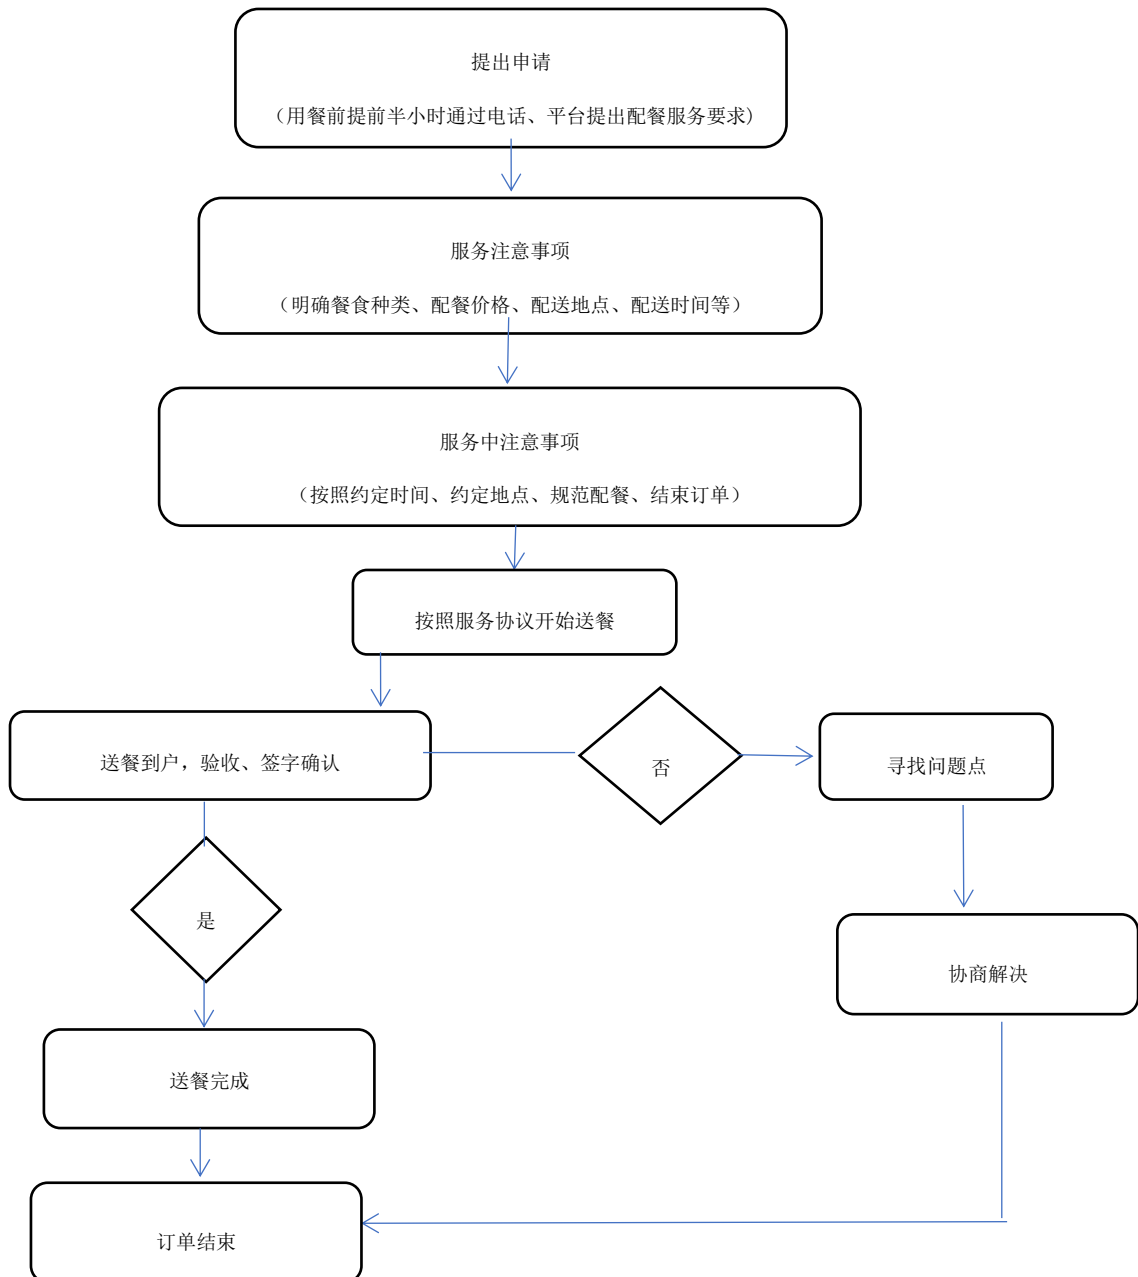 提出申请
（用餐前提前半小时通过电话、平台提出配餐服务要求)
服务注意事项
（明确餐食种类、配餐价格、配送地点、配送时间等）
服务中注意事项
（按照约定时间、约定地点、规范配餐、结束订单）
按照服务协议开始送餐
送餐到户，验收、签字确认
否
寻找问题点
是
协商解决
送餐完成
订单结束